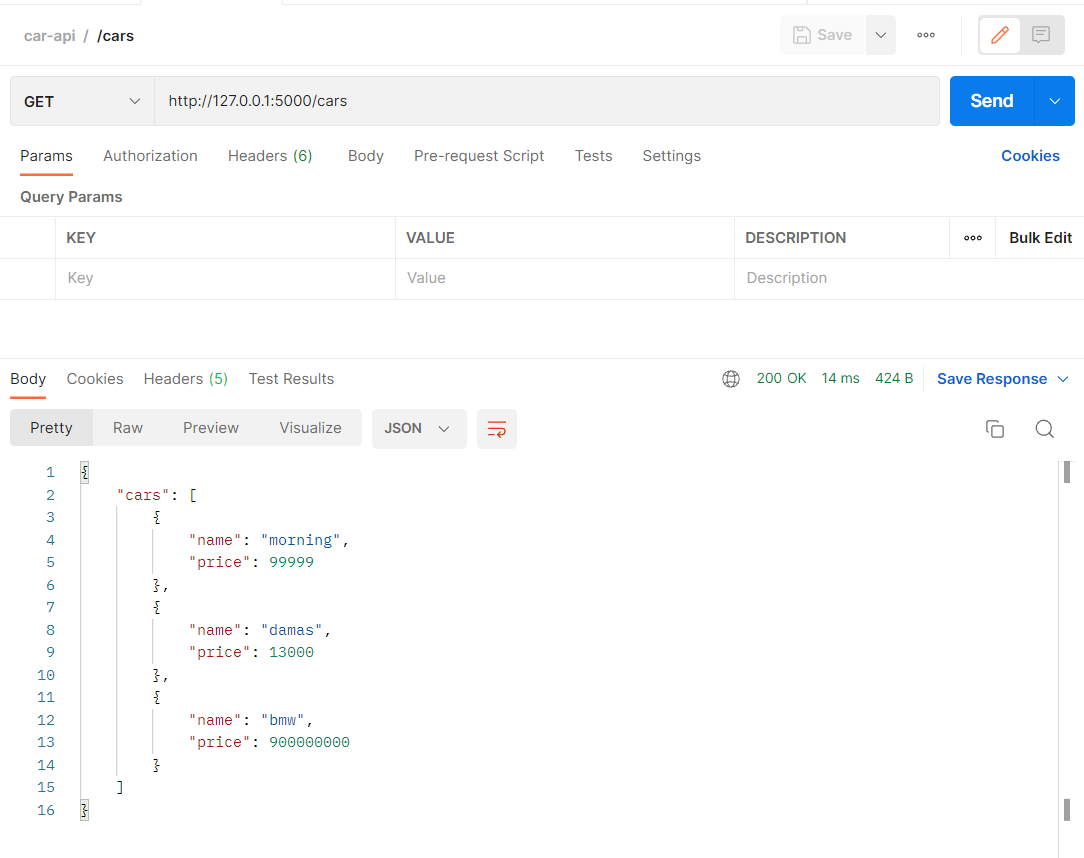 car-api / /cars Save ooo
GET http://127.0.0.1:5000/cars Send
Params Authorization Headers (6) Body Pre-request Script Tests Settings Cookies
Query Params
KEY VALUE DESCRIPTION ooo Bulk Edit
Key Value Description
Body Cookies Headers (5) Test Results 200 OK 14 ms 424 B Save Response
Pretty Raw Preview Visualize JSON
1 {
2 "cars": [
3 {
4 "name": "morning",
5 "price": 99999
6 },
7 {
8 "name": "damas",
9 "price": 13000
10 },
11 {
12 "name": "bmw",
13 "price": 900000000
14 }
15 ]
16 }